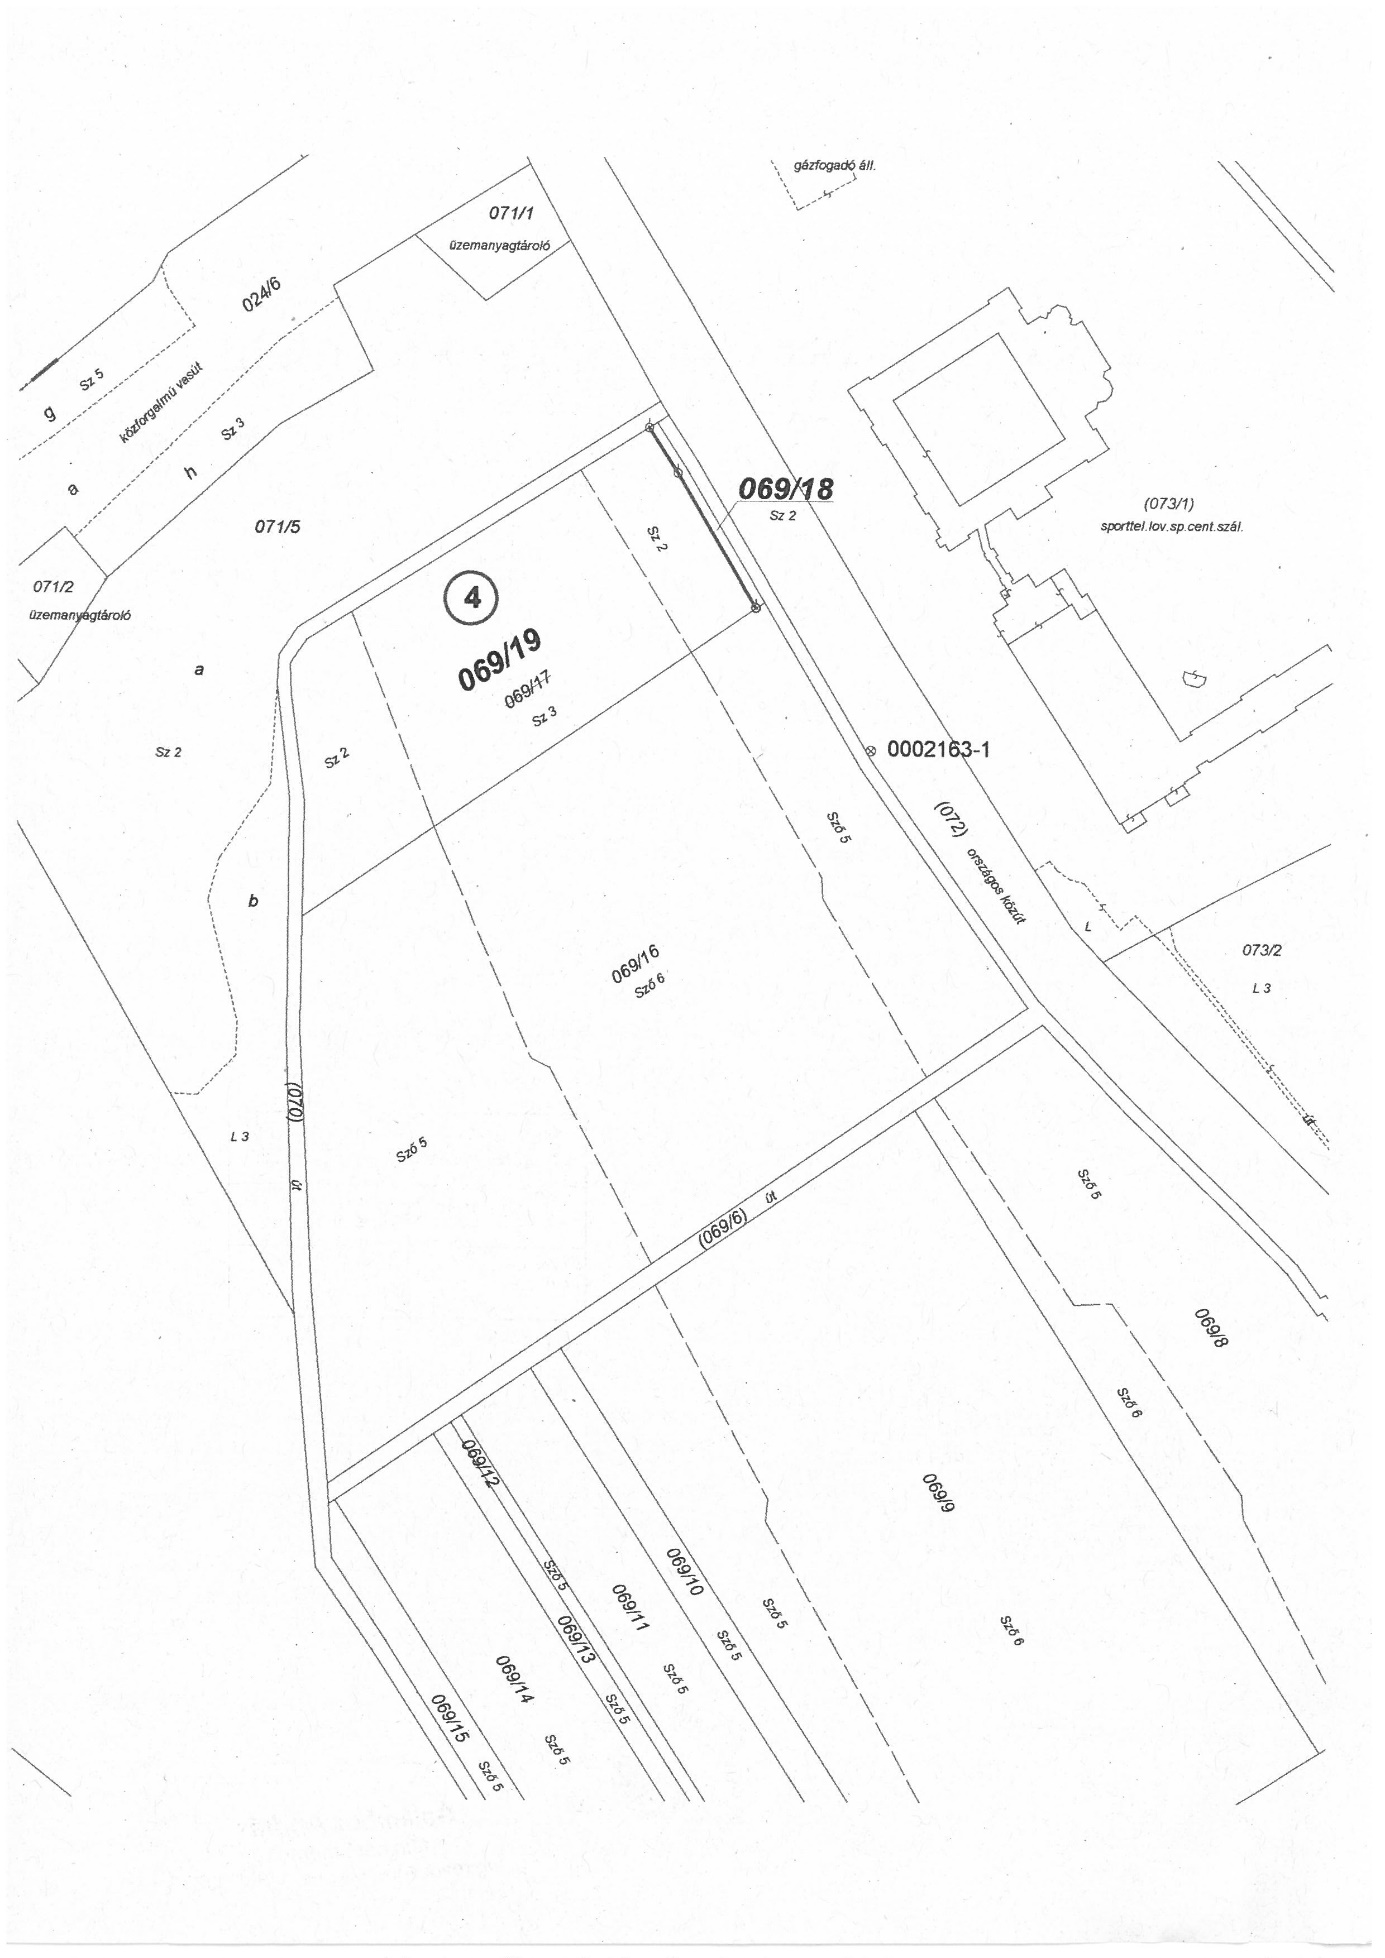 gázfogadó áll.
071/1
üzemanyagtároló
024/6
Sz 5
g
közforgalmú vasút
Sz 3
h
a
071/5
069/18
Sz 2
(073/1)
sporttel.lov.sp.cent.szál.
Sz 2
071/2
üzemanyagtároló
4
069/19
069/17
Sz 3
a
Sz 2
Sz 2
0002163-1
(072)
országos közút
Sző 5
b
L
073/2
L 3
069/16
Sző 6
(070)
út
L 3
Sző 5
út
(069/6)
út
Sző 5
069/8
Sző 6
069/9
Sző 6
069/12
Sző 5
069/10
Sző 5
Sző 5
069/11
Sző 5
069/13
Sző 5
069/14
Sző 5
069/15
Sző 5